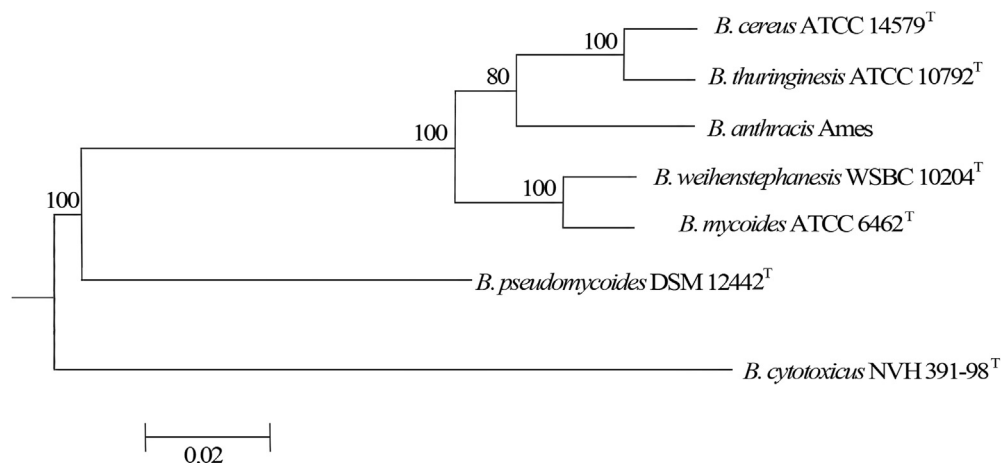 B. cereus ATCC 14579T
100
80
B. thuringinesis ATCC 10792T
B. anthracis Ames
100
B. weihenstephanesis WSBC 10204T
100
B. mycoides ATCC 6462T
100
B. pseudomycoides DSM 12442T
B. cytotoxicus NVH 391-98T
0.02